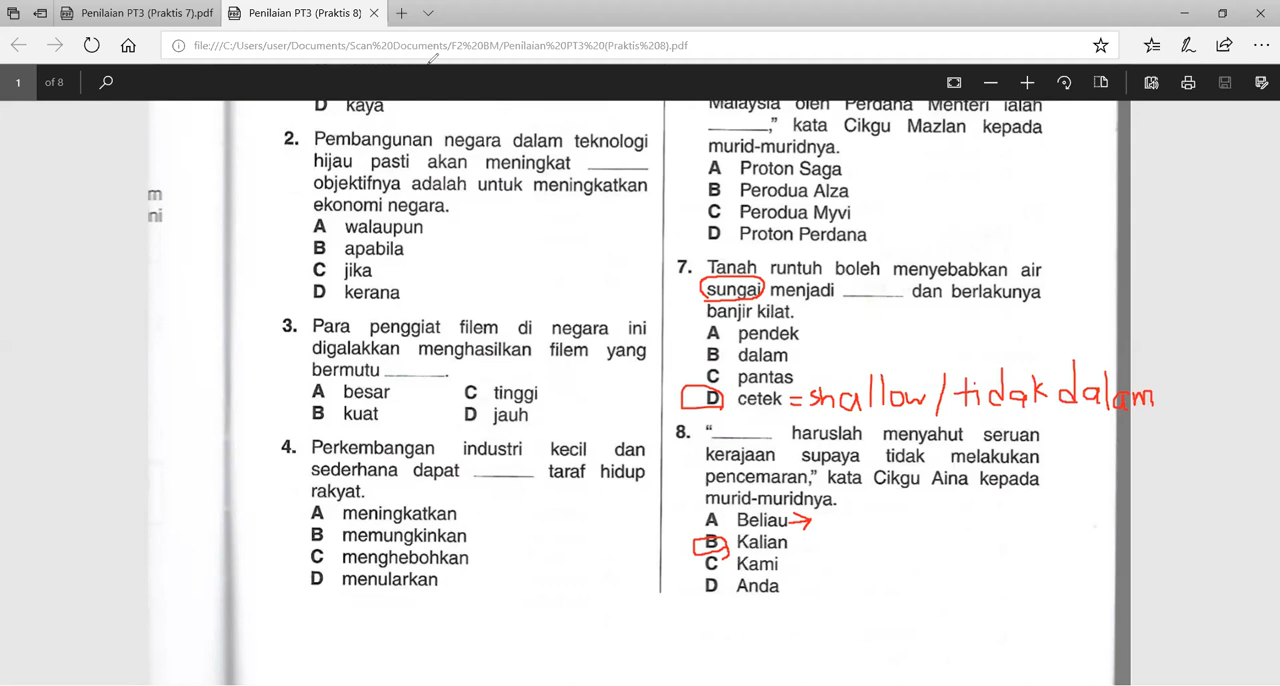 Penilaian PT3 (Praktis 7).pdf
Penilaian PT3 (Praktis 8)
file:///C:/Users/user/Documents/Scan%20Documents/F2%20BM/Penilaian%20PT3%20(Praktis%208).pdf
1 of 8
m
ni
D kaya
2. Pembangunan negara dalam teknologi
hijau pasti akan meningkat ______
objektifnya adalah untuk meningkatkan
ekonomi negara.
A walaupun
B apabila
C jika
D kerana
3. Para penggiat filem di negara ini
digalakkan menghasilkan filem yang
bermutu ______.
A besar C tinggi
B kuat D jauh
4. Perkembangan industri kecil dan
sederhana dapat ______ taraf hidup
rakyat.
A meningkatkan
B memungkinkan
C menghebohkan
D menularkan
Malaysia oleh Perdana Menteri ialah
______,” kata Cikgu Mazlan kepada
murid-muridnya.
A Proton Saga
B Perodua Alza
C Perodua Myvi
D Proton Perdana
7. Tanah runtuh boleh menyebabkan air
sungai menjadi ______ dan berlakunya
banjir kilat.
A pendek
B dalam
C pantas
D cetek = shallow / tidak dalam
8. “______ haruslah menyahut seruan
kerajaan supaya tidak melakukan
pencemaran,” kata Cikgu Aina kepada
murid-muridnya.
A Beliau →
B Kalian
C Kami
D Anda